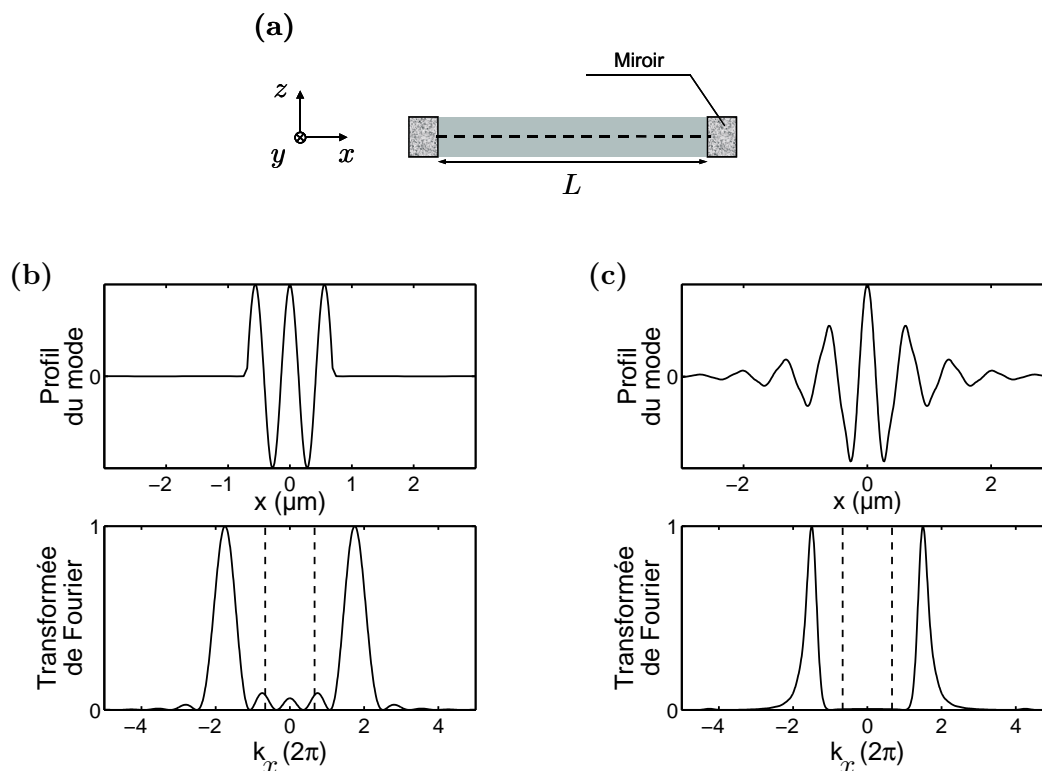 (a)
Miroir
z
y
x
L
(b)
Profil
du mode
0
−2
−1
0
1
2
x (µm)
Transformée
de Fourier
1
0
−4
−2
0
2
4
k_x (2π)
(c)
Profil
du mode
0
−2
0
2
x (µm)
Transformée
de Fourier
1
0
−4
−2
0
2
4
k_x (2π)